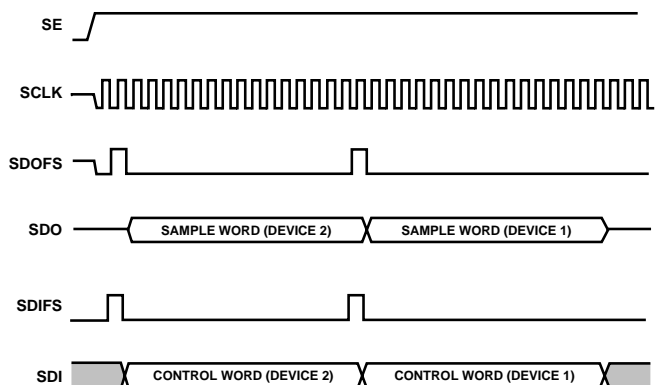 SE
SCLK
SDOFS
SDO SAMPLE WORD (DEVICE 2) SAMPLE WORD (DEVICE 1)
SDIFS
SDI CONTROL WORD (DEVICE 2) CONTROL WORD (DEVICE 1)